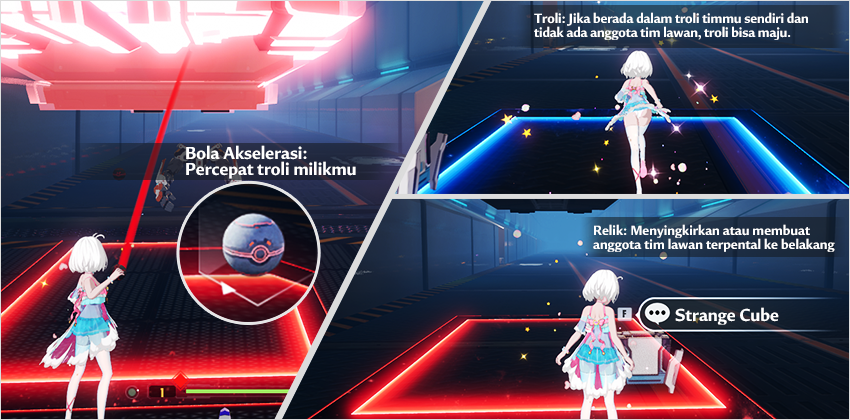 Bola Akselerasi:
Percepat troli milikmu
1
Troli: Jika berada dalam troli timmu sendiri dan
tidak ada anggota tim lawan, troli bisa maju.
Relik: Menyingkirkan atau membuat
anggota tim lawan terpental ke belakang
F
Strange Cube